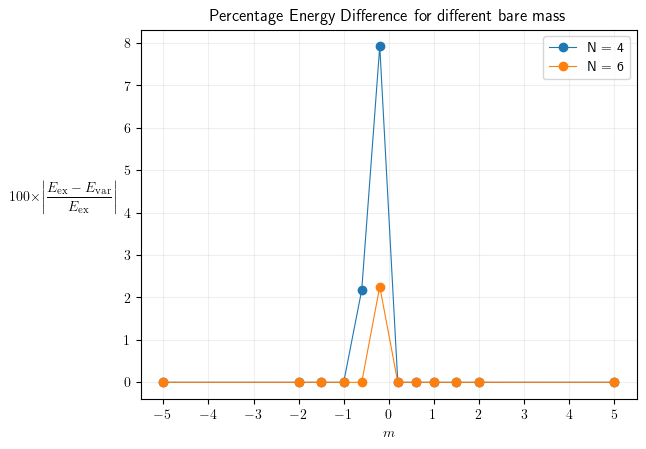 Percentage Energy Difference for different bare mass
8
7
6
5
4
3
2
1
0
100×|E_ex − E_var / E_ex|
N = 4
N = 6
−5 −4 −3 −2 −1 0 1 2 3 4 5
m